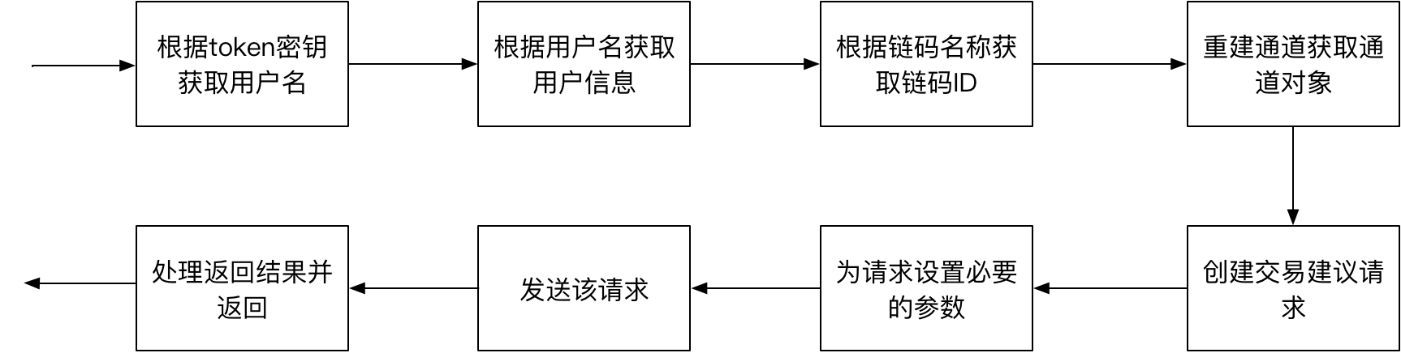 根据token密钥
获取用户名
根据用户名获取
用户信息
根据链码名称获
取链码ID
重建通道获取通
道对象
创建交易建议请
求
为请求设置必要
的参数
发送该请求
处理返回结果并
返回